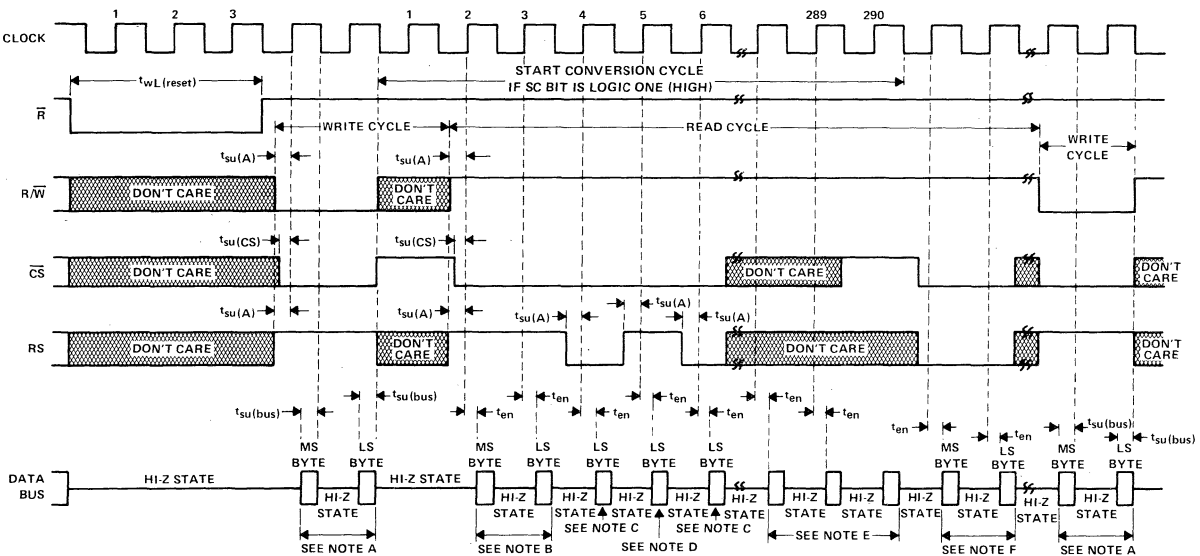 1 2 3 1 2 3 4 5 6 289 290
CLOCK
twL(reset)
START CONVERSION CYCLE
IF SC BIT IS LOGIC ONE (HIGH)
R
WRITE CYCLE
READ CYCLE
WRITE
CYCLE
tsu(A)
tsu(A)
R/W
DON'T CARE
DON'T
CARE
tsu(CS)
tsu(CS)
CS
DON'T CARE
DON'T CARE
DON'T
CARE
tsu(A)
tsu(A)
tsu(A)
tsu(A)
tsu(A)
RS
DON'T CARE
DON'T
CARE
DON'T CARE
DON'T
CARE
tsu(bus)
tsu(bus)
ten
ten
ten
ten
ten
ten
ten
ten
ten
tsu(bus)
tsu(bus)
MS
BYTE
LS
BYTE
MS
BYTE
LS
BYTE
LS
BYTE
LS
BYTE
LS
BYTE
MS
BYTE
LS
BYTE
MS
BYTE
LS
BYTE
DATA
BUS
HI-Z STATE
HI-Z
STATE
HI-Z STATE
HI-Z
STATE
HI-Z
STATE
HI-Z
STATE
HI-Z
STATE
HI-Z
STATE
HI-Z
STATE
HI-Z
STATE
HI-Z
STATE
HI-Z
STATE
HI-Z
STATE
HI-Z
STATE
SEE NOTE A
SEE NOTE B
SEE NOTE C
SEE NOTE D
SEE NOTE C
SEE NOTE E
SEE NOTE F
SEE NOTE A